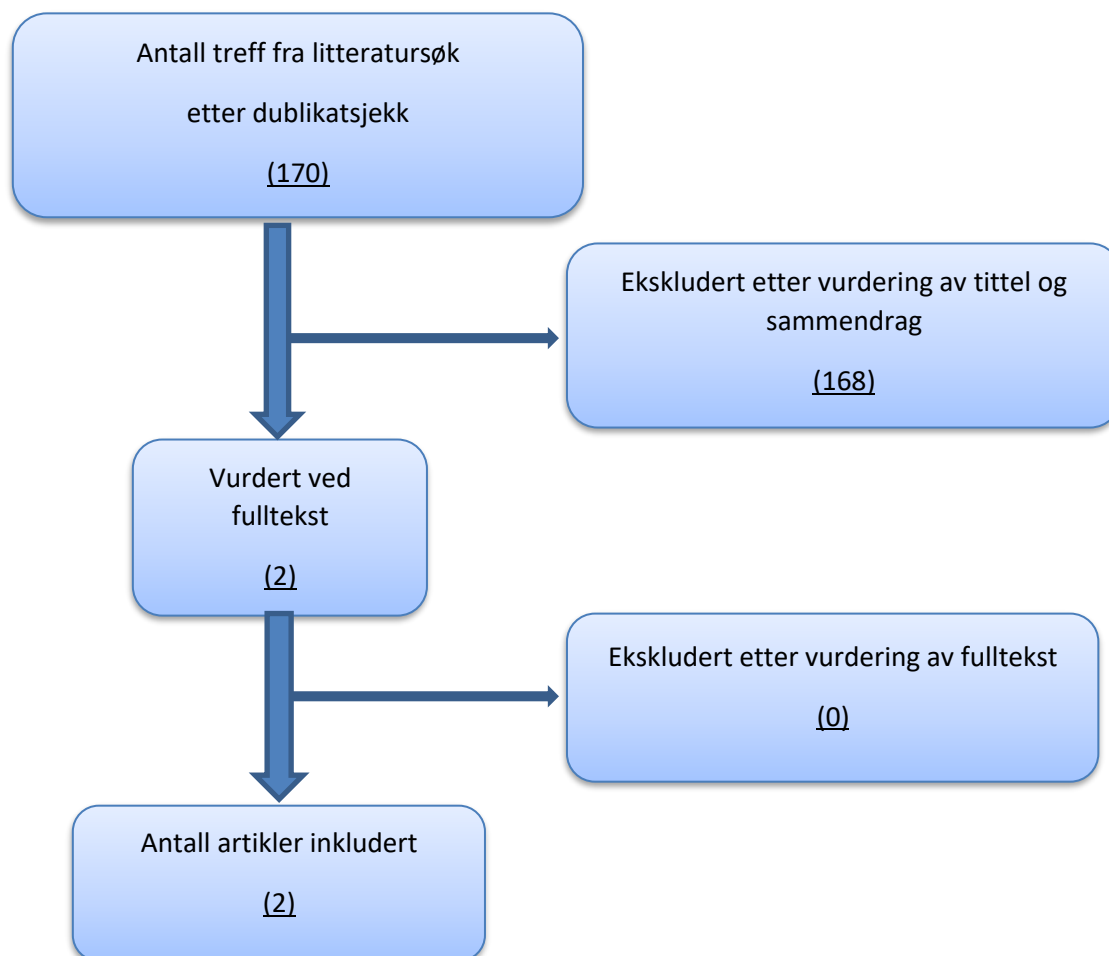 Antall treff fra litteratursøk
etter dublikatsjekk
(170)
Ekskludert etter vurdering av tittel og
sammendrag
(168)
Vurdert ved
fulltekst
(2)
Ekskludert etter vurdering av fulltekst
(0)
Antall artikler inkludert
(2)